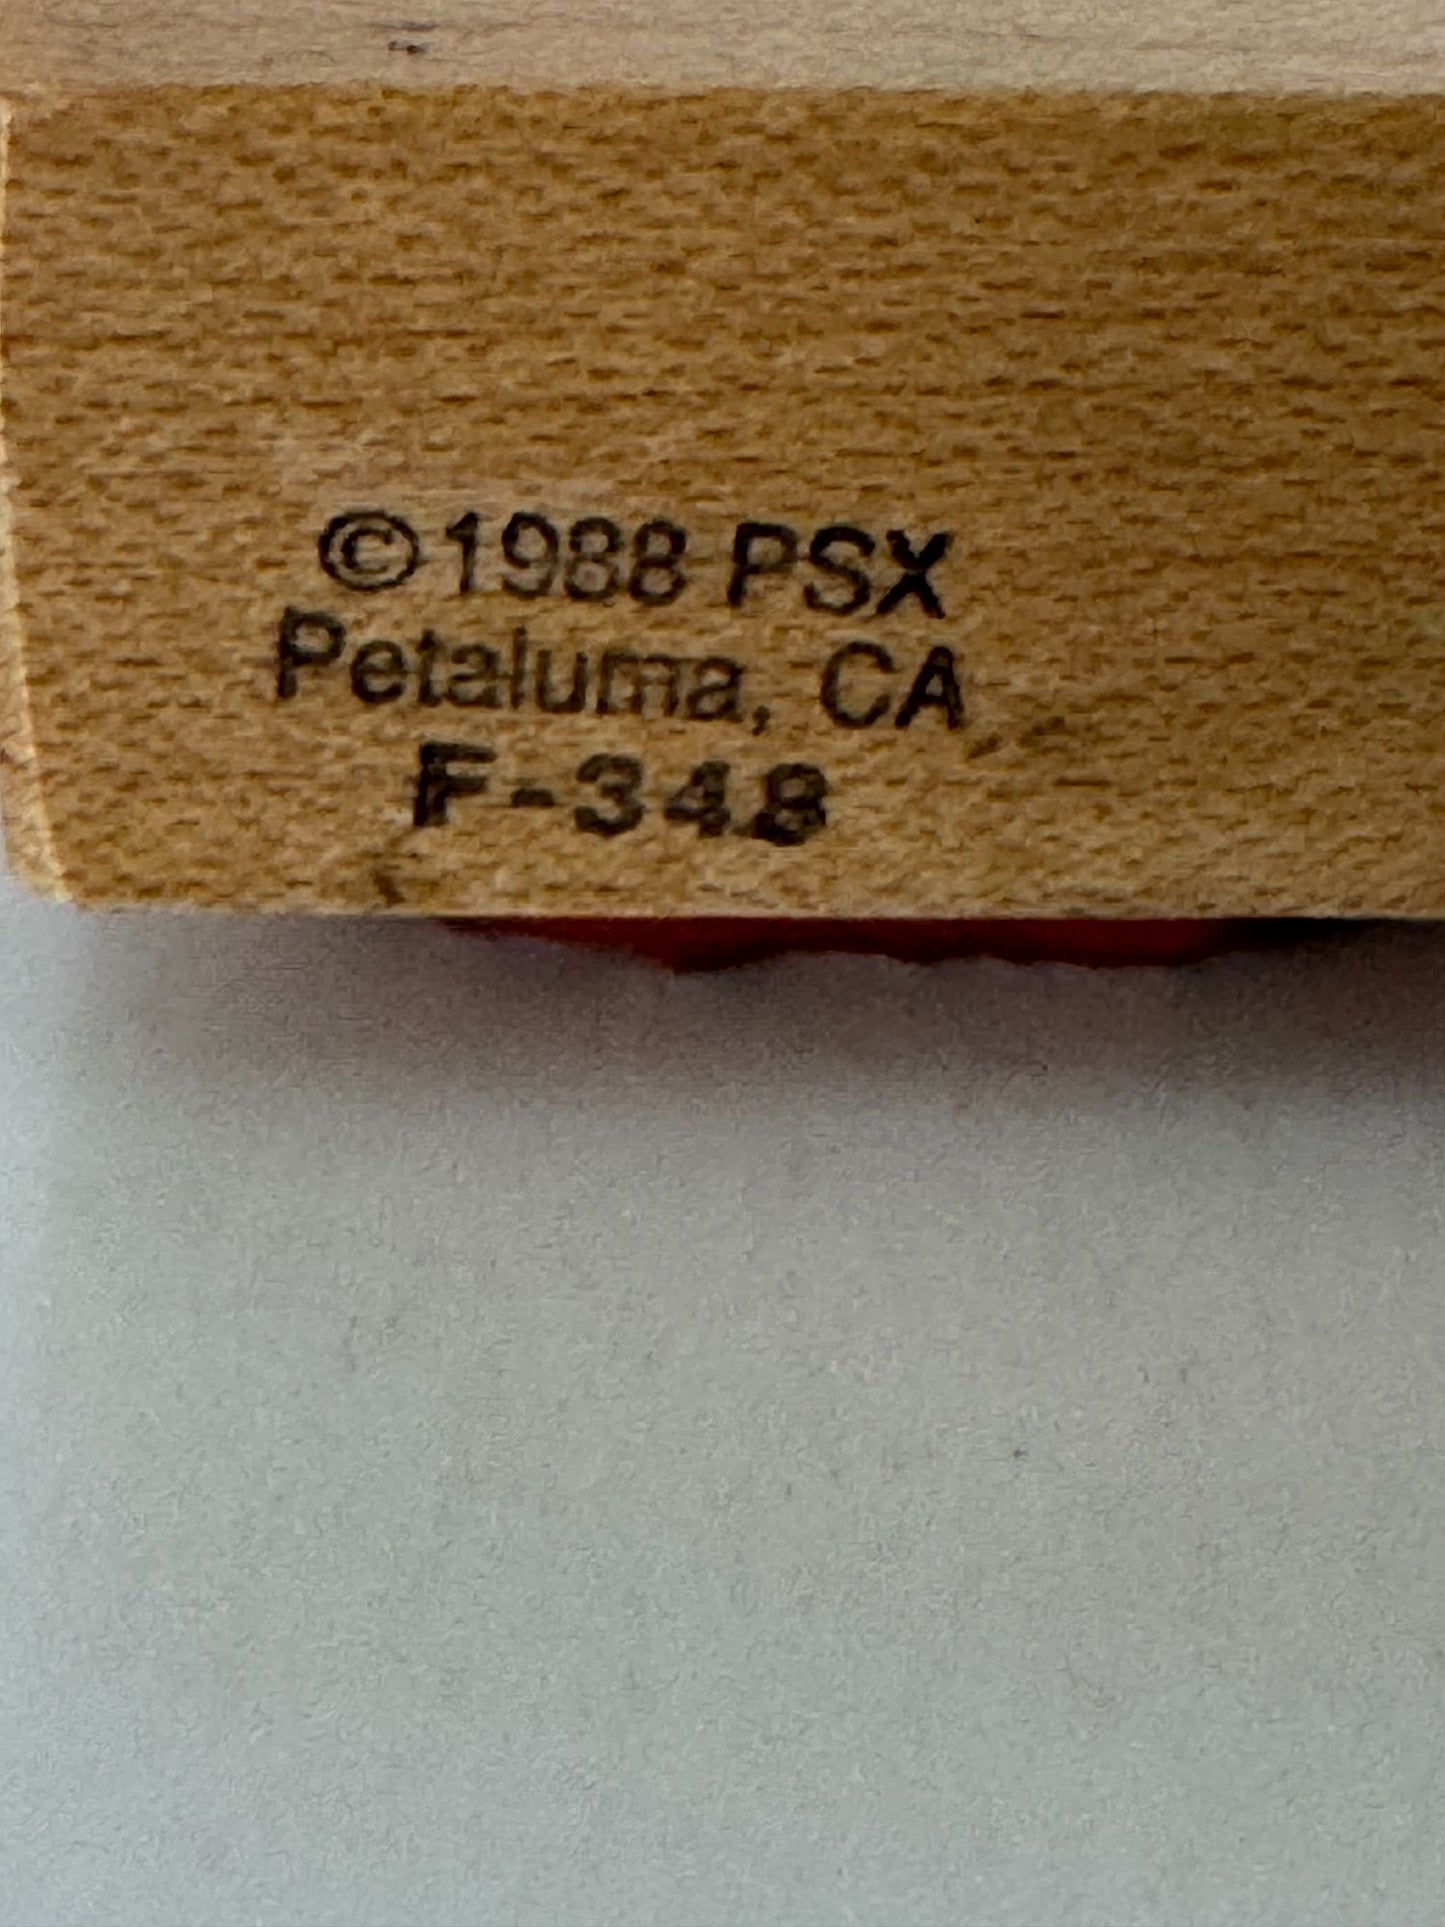 ©1988 PSX
Petaluma, CA
F-348